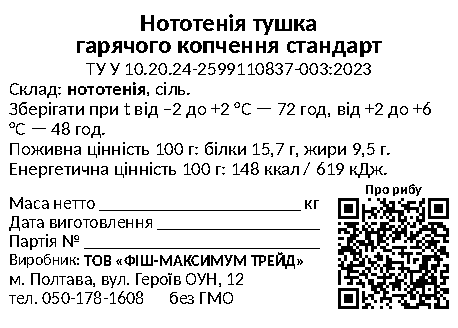 Нототенія тушка
гарячого копчення стандарт
ТУ У 10.20.24-2599110837-003:2023
Склад: нототенія, сіль.
Зберігати при t від –2 до +2 °С — 72 год, від +2 до +6
°С — 48 год.
Поживна цінність 100 г: білки 15,7 г, жири 9,5 г.
Енергетична цінність 100 г: 148 ккал / 619 кДж.
Про рибу
Маса нетто ______________________ кг
Дата виготовлення __________________
Партія № __________________________
Виробник: ТОВ «ФІШ-МАКСИМУМ ТРЕЙД»
м. Полтава, вул. Героїв ОУН, 12
тел. 050-178-1608 без ГМО